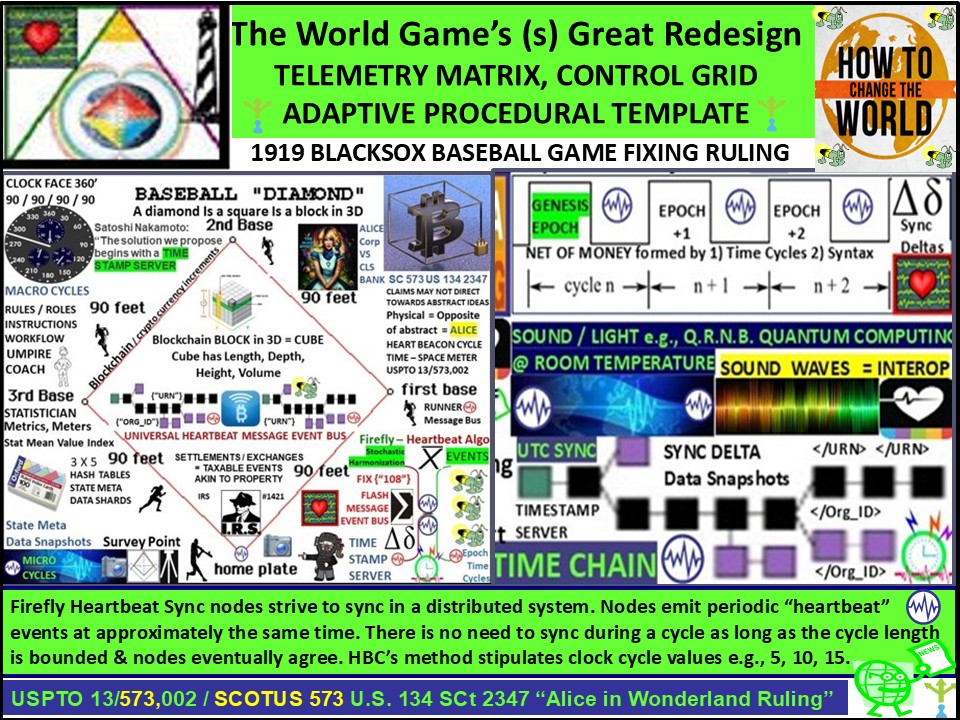 The World Game's (s) Great Redesign
TELEMETRY MATRIX, CONTROL GRID
ADAPTIVE PROCEDURAL TEMPLATE
1919 BLACKSOX BASEBALL GAME FIXING RULING
HOW TO
CHANGE THE
WORLD
CLOCK FACE 360'
90 / 90 / 90 / 90
330 360 30
300 60
270 90
240 120
210 180 150
MACRO CYCLES
RULES / ROLES
INSTRUCTIONS
WORKFLOW
UMPIRE
COACH
3rd Base
STATISTICIAN
Metrics, Meters
Stat Mean Value Index
3 X 5
HASH TABLES
STATE META
DATA SHARDS
State Meta
Data Snapshots
MICRO
CYCLES
Survey Point
BASEBALL "DIAMOND"
A diamond Is a square Is a block in 3D
2nd Base
Satoshi Nakamoto:
"The solution we propose
begins with a TIME
STAMP SERVER
90 feet
90 feet
Blockchain / crypto currency increments
Blockchain BLOCK in 3D = CUBE
Cube has Length, Depth,
Height, Volume
{"URN"}
{"ORG_ID"}
{"URN"}
UNIVERSAL HEARTBEAT MESSAGE EVENT BUS
90 feet
SETTLEMENTS / EXCHANGES
= TAXABLE EVENTS
AKIN TO PROPERTY
90 feet
IRS
#1421
I.R.S.
home plate
ALICE
Corp
VS
CLS
BANK
SC 573 US 134 2347
CLAIMS MAY NOT DIRECT
TOWARDS ABSTRACT IDEAS
Physical = Opposite
of abstract = ALICE
HEART BEACON CYCLE
TIME – SPACE METER
USPTO 13/573,002
first base
RUNNER
Message Bus
Firefly – Heartbeat Algo
Stochastic
Harmonization
X
EVENTS
FIX {"108"}
FLASH
MESSAGE
EVENT BUS
Σ
TIME
STAMP
SERVER
Δδ
Epoch
Time
Cycles
GENESIS
EPOCH
EPOCH
+1
EPOCH
+2
Δδ
Sync
Deltas
NET OF MONEY formed by 1) Time Cycles 2) Syntax
cycle n
n + 1
n + 2
SOUND / LIGHT e.g., Q.R.N.B. QUANTUM COMPUTING
@ ROOM TEMPERATURE
SOUND WAVES = INTEROP
UTC SYNC
SYNC DELTA
Data Snapshots
</URN> </URN>
TIMESTAMP
SERVER
</Org_ID>
TIME CHAIN
</Org_ID>
Firefly Heartbeat Sync nodes strive to sync in a distributed system. Nodes emit periodic “heartbeat”
events at approximately the same time. There is no need to sync during a cycle as long as the cycle length
is bounded & nodes eventually agree. HBC's method stipulates clock cycle values e.g., 5, 10, 15.
NEWS
USPTO 13/573,002 / SCOTUS 573 U.S. 134 SCt 2347 “Alice in Wonderland Ruling”